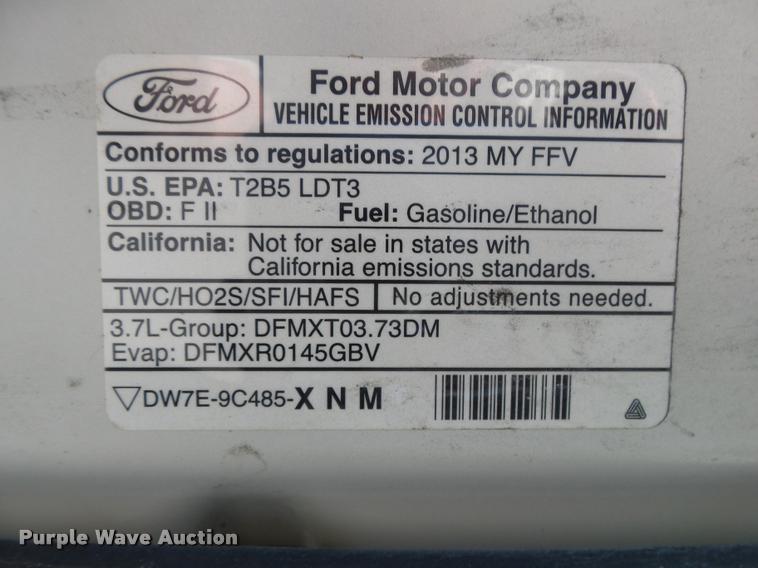 Ford
Ford Motor Company
VEHICLE EMISSION CONTROL INFORMATION
Conforms to regulations: 2013 MY FFV
U.S. EPA: T2B5 LDT3
OBD: F II Fuel: Gasoline/Ethanol
California: Not for sale in states with
California emissions standards.
TWC/HO2S/SFI/HAFS No adjustments needed.
3.7L-Group: DFMXT03.73DM
Evap: DFMXR0145GBV
DW7E-9C485-X N M
Purple Wave Auction